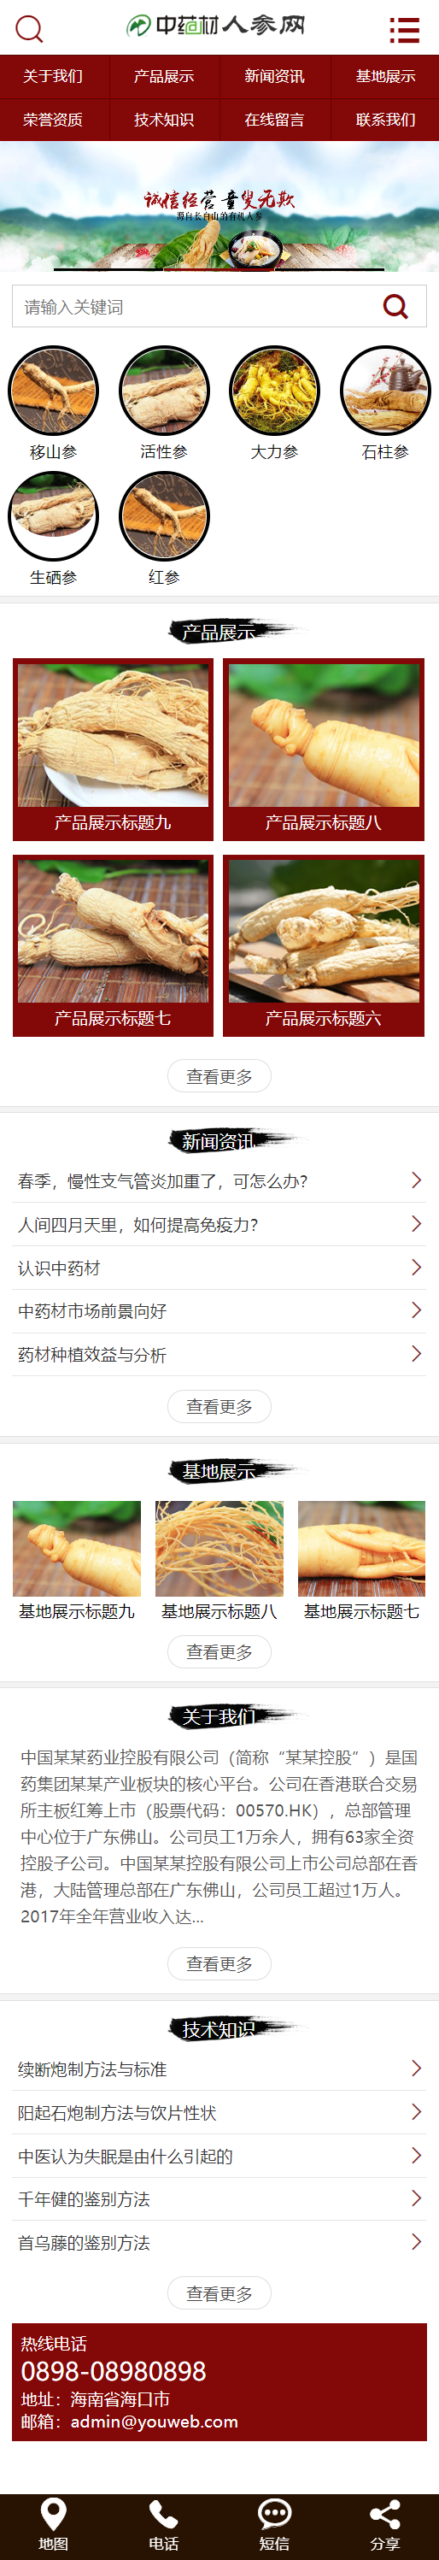 中药材人参网
关于我们 产品展示 新闻资讯 基地展示
荣誉资质 技术知识 在线留言 联系我们
诚信经营 童叟无欺
源自长白山的有机人参
请输入关键词
移山参 活性参 大力参 石柱参
生硒参 红参
产品展示
产品展示标题九 产品展示标题八
产品展示标题七 产品展示标题六
查看更多
新闻资讯
春季，慢性支气管炎加重了，可怎么办?
人间四月天里，如何提高免疫力?
认识中药材
中药材市场前景向好
药材种植效益与分析
查看更多
基地展示
基地展示标题九 基地展示标题八 基地展示标题七
查看更多
关于我们
中国某某药业控股有限公司（简称“某某控股”）是国
药集团某某产业板块的核心平台。公司在香港联合交易
所主板红筹上市（股票代码：00570.HK），总部管理
中心位于广东佛山。公司员工1万余人，拥有63家全资
控股子公司。中国某某控股有限公司上市公司总部在香
港，大陆管理总部在广东佛山，公司员工超过1万人。
2017年全年营业收入达...
查看更多
技术知识
续断炮制方法与标准
阳起石炮制方法与饮片性状
中医认为失眠是由什么引起的
千年健的鉴别方法
首乌藤的鉴别方法
查看更多
热线电话
0898-08980898
地址：海南省海口市
邮箱：admin@youweb.com
地图 电话 短信 分享